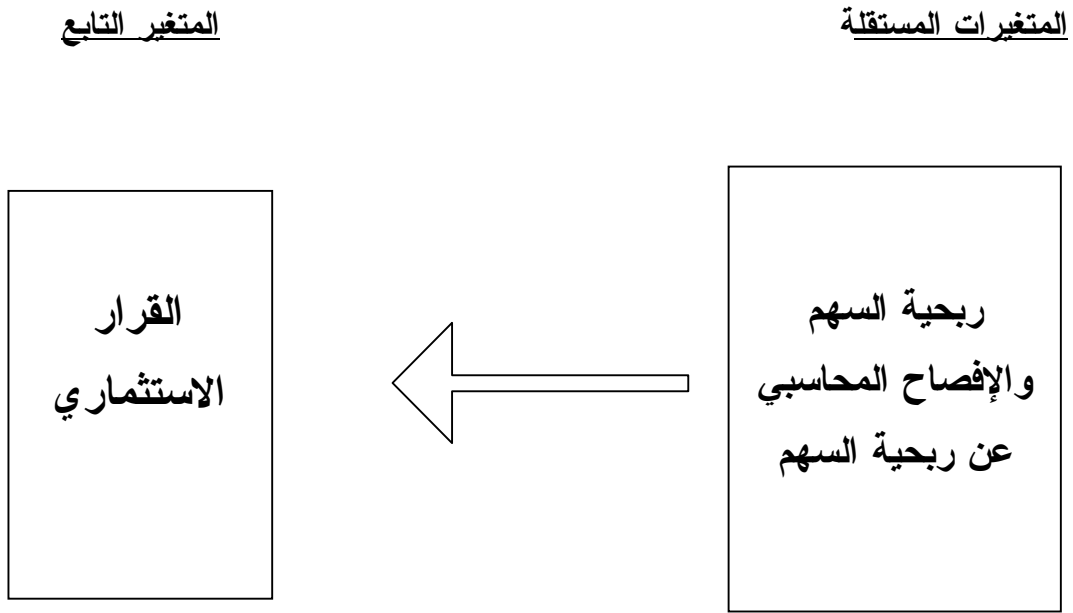 المتغيرات المستقلة
المتغير التابع
ربحية السهم
والإفصاح المحاسبي
عن ربحية السهم
القرار
الاستثماري